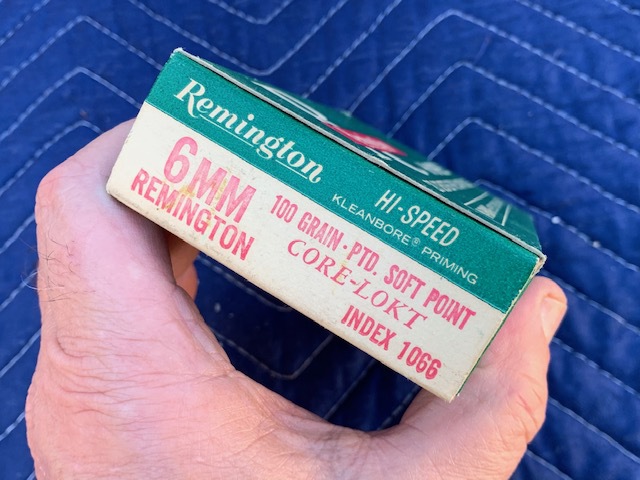 Remington
HI-SPEED
KLEANBORE® PRIMING
6MM
REMINGTON
100 GRAIN · PTD. SOFT POINT
CORE-LOKT
INDEX 1066